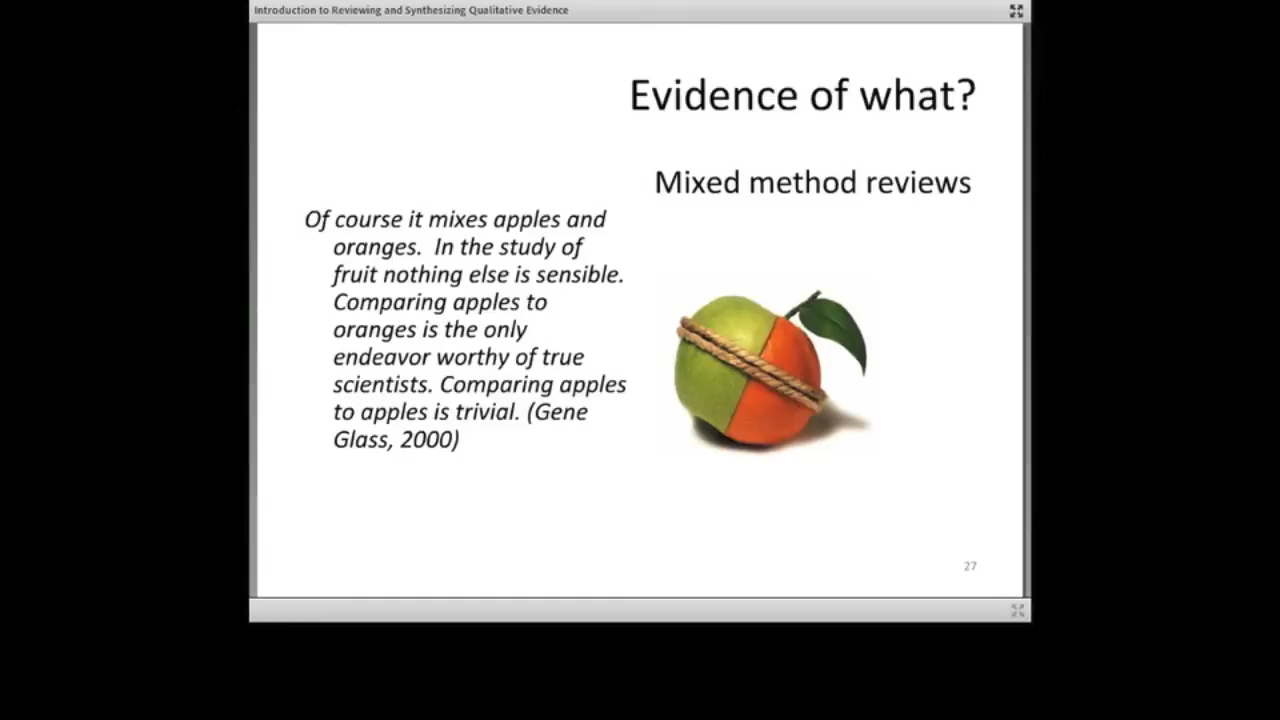 Introduction to Reviewing and Synthesizing Qualitative Evidence
Evidence of what?
Mixed method reviews
Of course it mixes apples and
oranges.  In the study of
fruit nothing else is sensible.
Comparing apples to
oranges is the only
endeavor worthy of true
scientists. Comparing apples
to apples is trivial. (Gene
Glass, 2000)
27